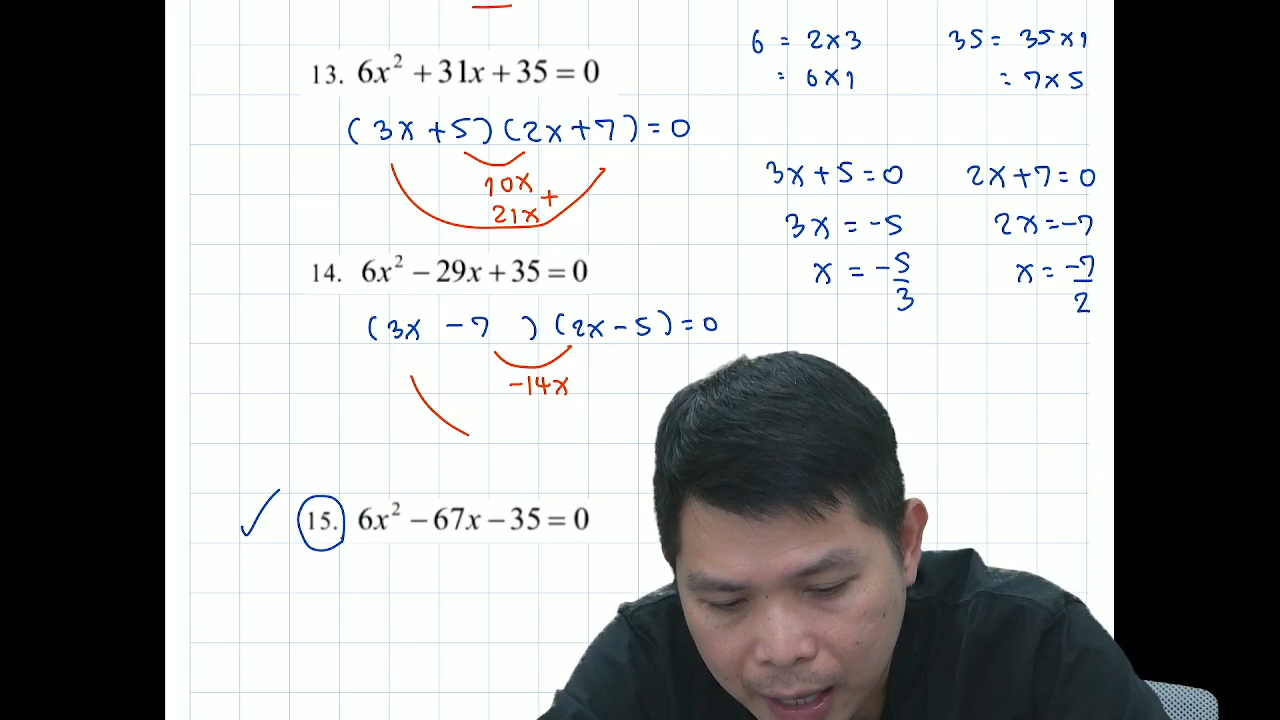 13. 6x² + 31x + 35 = 0
(3x + 5)(2x + 7) = 0
10x
21x +
14. 6x² − 29x + 35 = 0
(3x − 7 ) (2x − 5) = 0
−14x
15. 6x² − 67x − 35 = 0
6 = 2×3
= 6×1
35 = 35×1
= 7×5
3x + 5 = 0
3x = −5
x = −5/3
2x + 7 = 0
2x = −7
x = −7/2